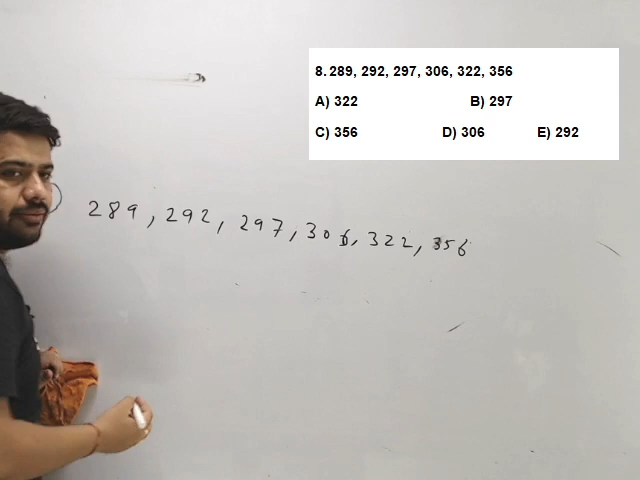 8. 289, 292, 297, 306, 322, 356
A) 322 B) 297
C) 356 D) 306 E) 292
289, 292, 297, 306, 322, 356